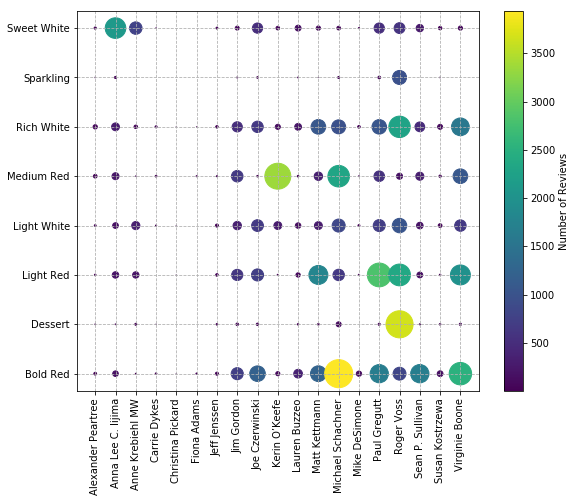 Sweet White
Sparkling
Rich White
Medium Red
Light White
Light Red
Dessert
Bold Red
Alexander Peartree
Anna Lee C. Iijima
Anne Krebiehl MW
Carrie Dykes
Christina Pickard
Fiona Adams
Jeff Jenssen
Jim Gordon
Joe Czerwinski
Kerin O'Keefe
Lauren Buzzeo
Matt Kettmann
Michael Schachner
Mike DeSimone
Paul Gregutt
Roger Voss
Sean P. Sullivan
Susan Kostrzewa
Virginie Boone
3500
3000
2500
2000
1500
1000
500
Number of Reviews